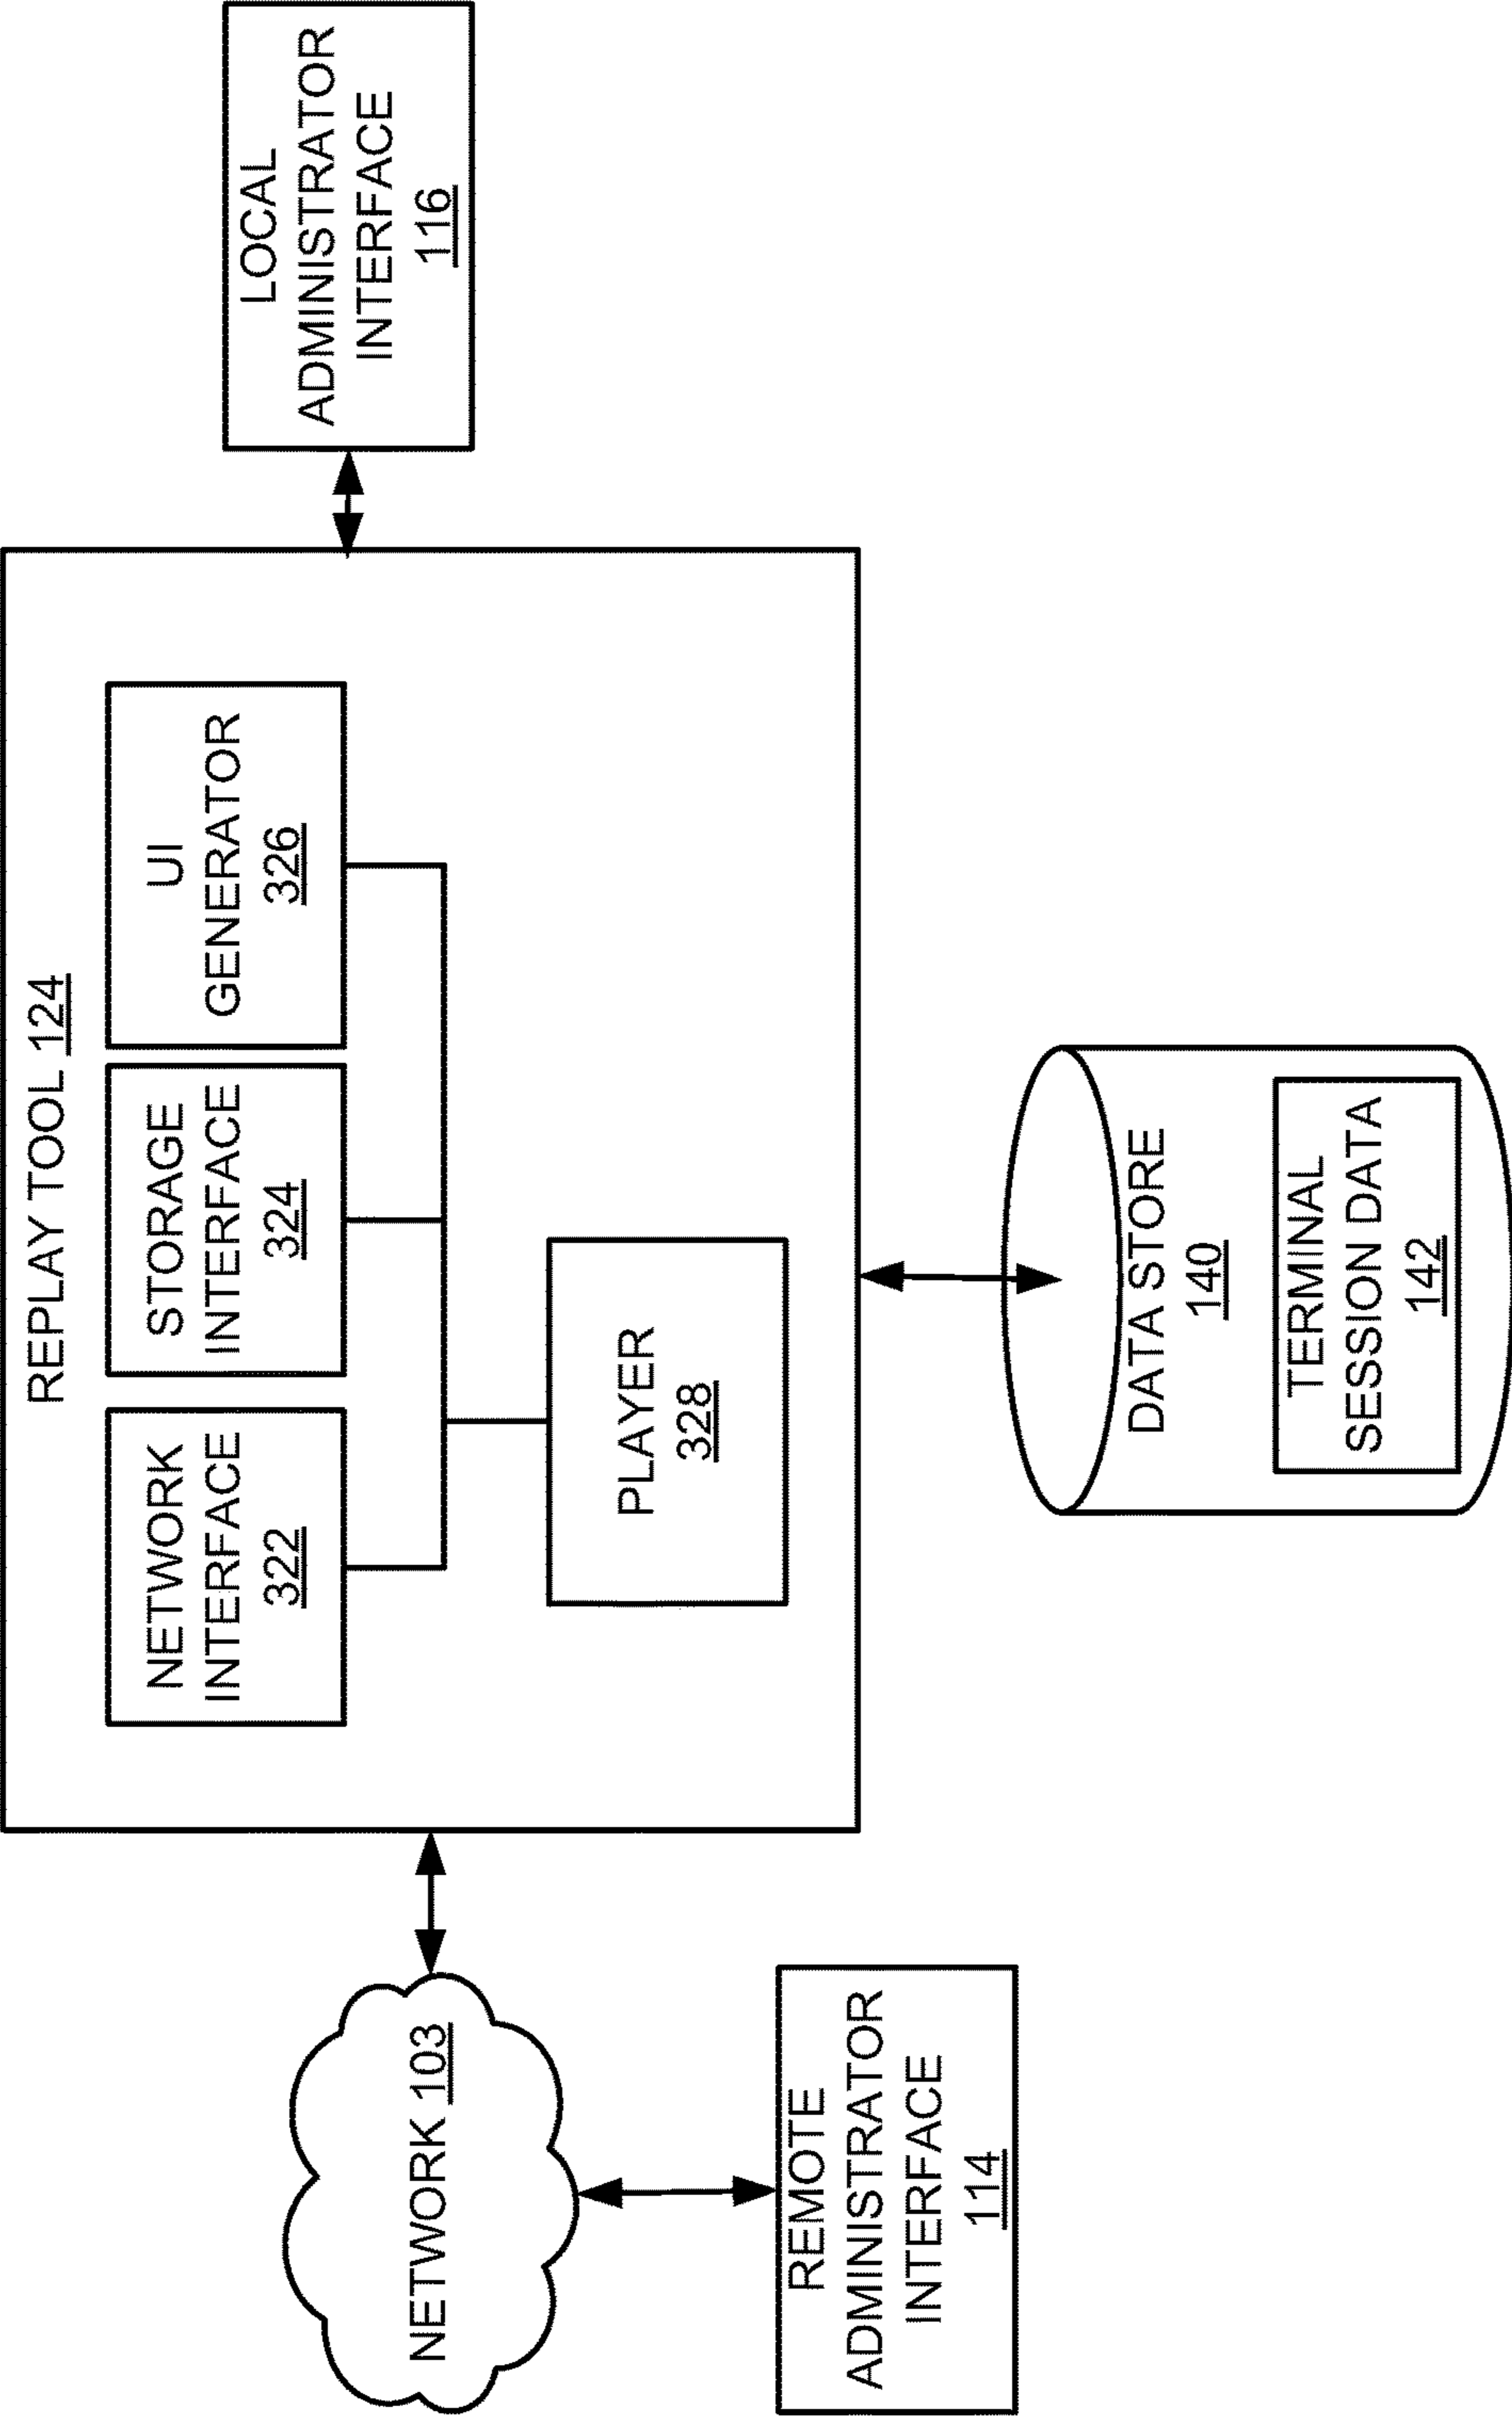 REPLAY TOOL 124
NETWORK
INTERFACE
322
STORAGE
INTERFACE
324
UI
GENERATOR
326
PLAYER
328
LOCAL
ADMINISTRATOR
INTERFACE
116
NETWORK 103
REMOTE
ADMINISTRATOR
INTERFACE
114
DATA STORE
140
TERMINAL
SESSION DATA
142